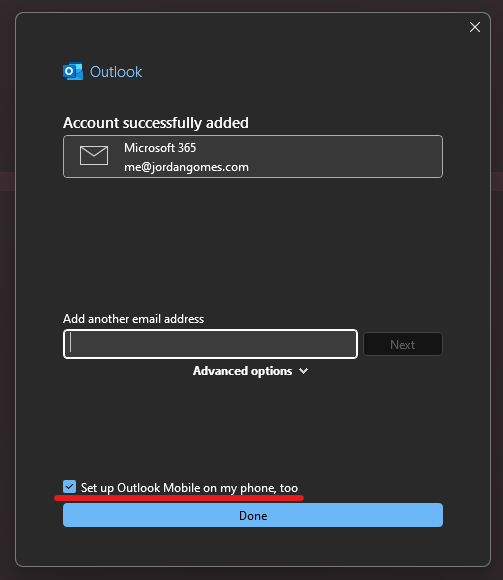 Outlook
Account successfully added
Microsoft 365
me@jordangomes.com
Add another email address
Next
Advanced options
Set up Outlook Mobile on my phone, too
Done